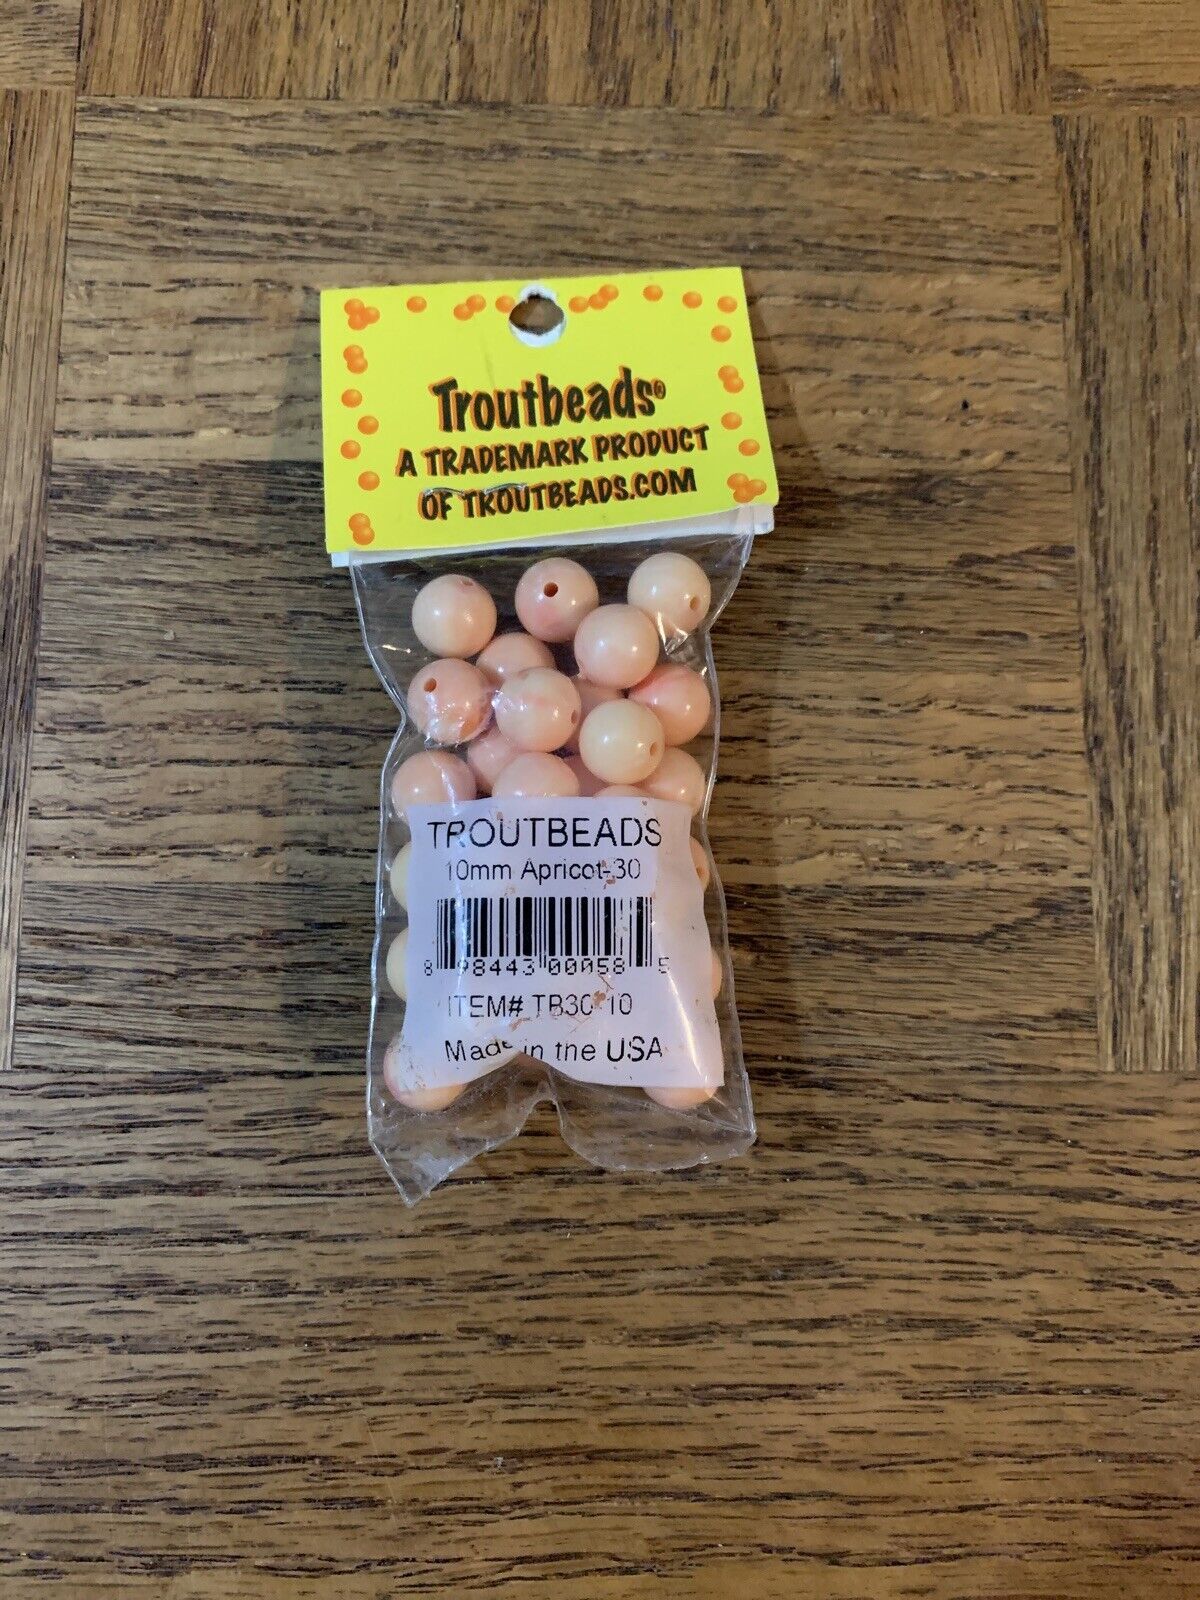 Troutbeads®
A TRADEMARK PRODUCT
OF TROUTBEADS.COM
TROUTBEADS
10mm Apricot-30
8 98443 00058 5
ITEM# TB30-10
Made in the USA